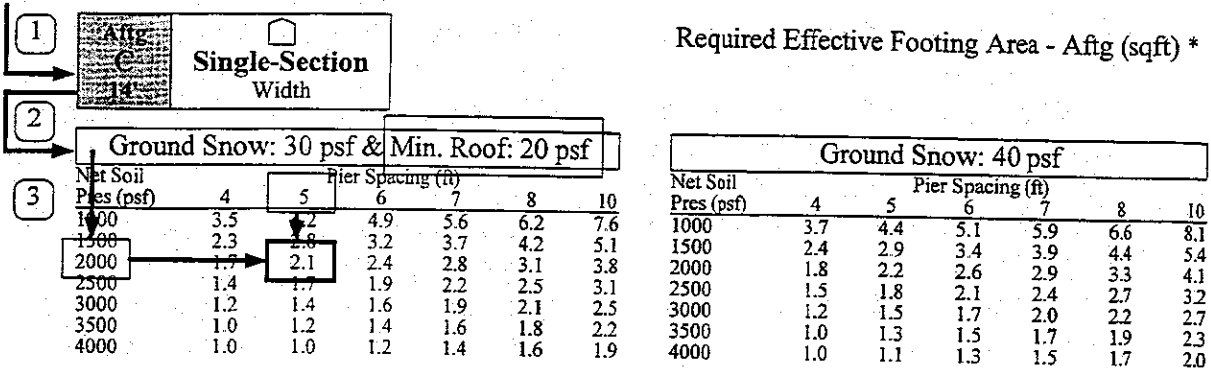 1
Aftg
C
14'
Single-Section
Width
Required Effective Footing Area - Aftg (sqft) *
2
Ground Snow: 30 psf & Min. Roof: 20 psf
3
Net Soil Pier Spacing (ft)
Pres (psf) 4 5 6 7 8 10
1000 3.5 4.9 5.6 6.2 7.6
1500 2.3 2.8 3.2 3.7 4.2 5.1
2000 1.7 2.1 2.4 2.8 3.1 3.8
2500 1.4 1.7 1.9 2.2 2.5 3.1
3000 1.2 1.4 1.6 1.9 2.1 2.5
3500 1.0 1.2 1.4 1.6 1.8 2.2
4000 1.0 1.0 1.2 1.4 1.6 1.9
Ground Snow: 40 psf
Net Soil Pier Spacing (ft)
Pres (psf) 4 5 6 7 8 10
1000 3.7 4.4 5.1 5.9 6.6 8.1
1500 2.4 2.9 3.4 3.9 4.4 5.4
2000 1.8 2.2 2.6 2.9 3.3 4.1
2500 1.5 1.8 2.1 2.4 2.7 3.2
3000 1.2 1.5 1.7 2.0 2.2 2.7
3500 1.0 1.3 1.5 1.7 1.9 2.3
4000 1.0 1.1 1.3 1.5 1.7 2.0